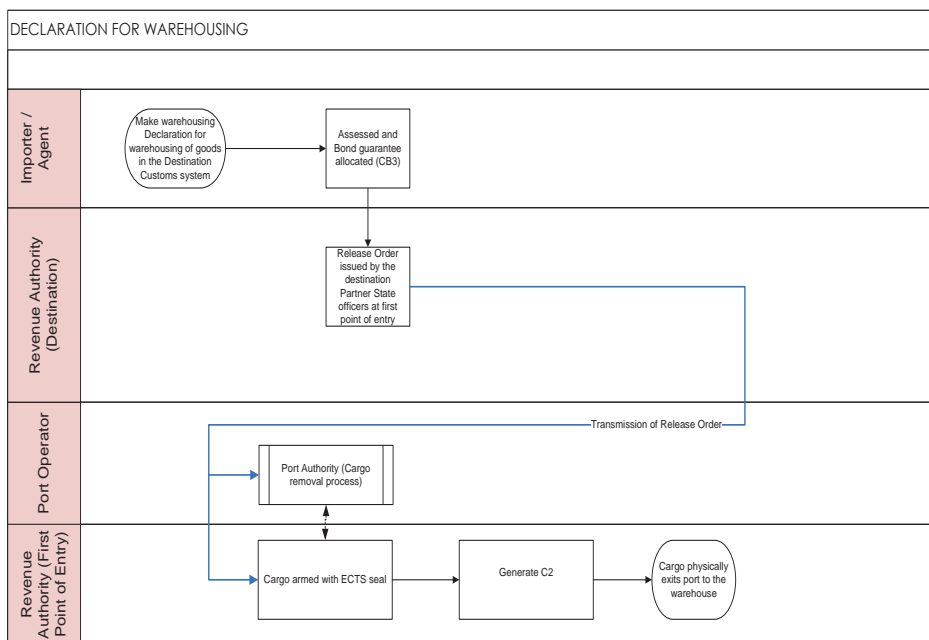 DECLARATION FOR WAREHOUSING
Importer /
Agent
Make warehousing
Declaration for
warehousing of goods
in the Destination
Customs system
Assessed and
Bond guarantee
allocated (CB3)
Revenue Authority
(Destination)
Release Order
issued by the
destination
Partner State
officers at first
point of entry
Port Operator
Transmission of Release Order
Port Authority (Cargo
removal process)
Revenue
Authority (First
Point of Entry)
Cargo armed with ECTS seal
Generate C2
Cargo physically
exits port to the
warehouse